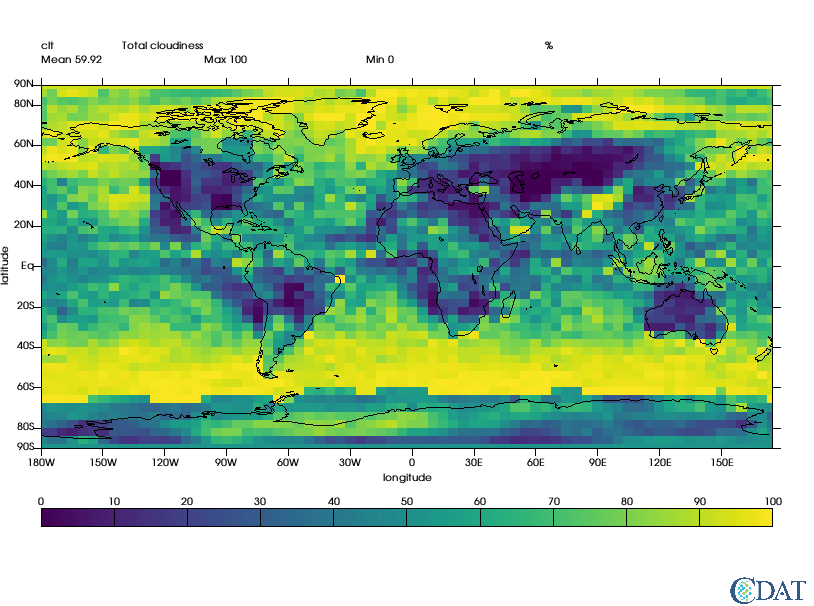 clt Total cloudiness %
Mean 59.92 Max 100 Min 0
90N
80N
60N
40N
20N
Eq
20S
40S
60S
80S
90S
latitude
180W 150W 120W 90W 60W 30W 0 30E 60E 90E 120E 150E
longitude
0 10 20 30 40 50 60 70 80 90 100
CDAT